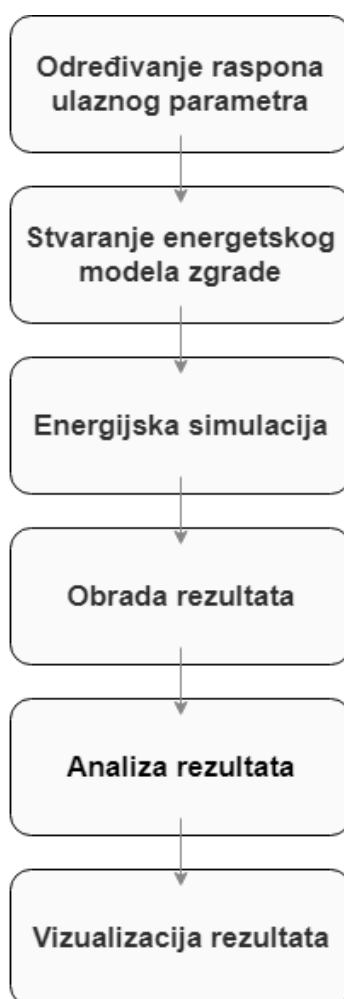 Određivanje raspona
ulaznog parametra
Stvaranje energetskog
modela zgrade
Energijska simulacija
Obrada rezultata
Analiza rezultata
Vizualizacija rezultata